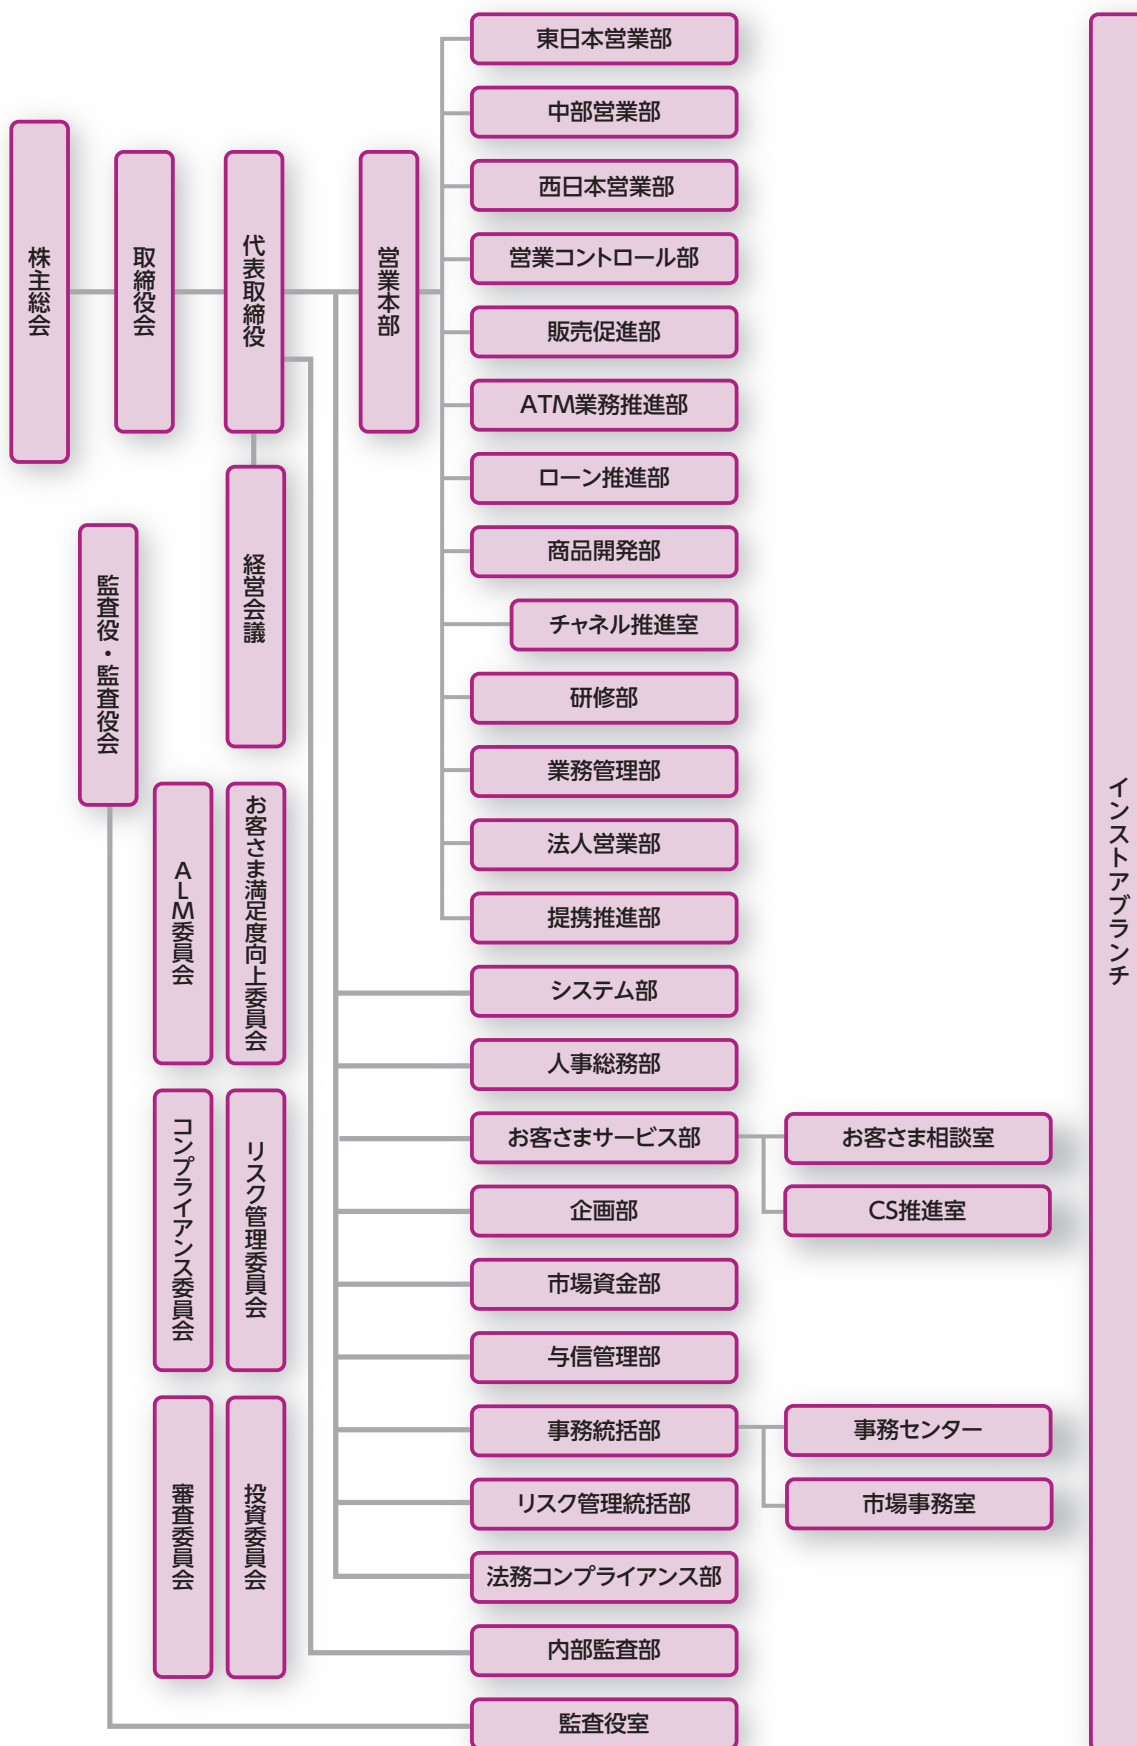 株主総会
取締役会
代表取締役
営業本部
経営会議
監査役・監査役会
ALM委員会
お客さま満足度向上委員会
コンプライアンス委員会
リスク管理委員会
審査委員会
投資委員会
東日本営業部
中部営業部
西日本営業部
営業コントロール部
販売促進部
ATM業務推進部
ローン推進部
商品開発部
チャネル推進室
研修部
業務管理部
法人営業部
提携推進部
システム部
人事総務部
お客さまサービス部
お客さま相談室
CS推進室
企画部
市場資金部
与信管理部
事務統括部
事務センター
市場事務室
リスク管理統括部
法務コンプライアンス部
内部監査部
監査役室
インストアブランチ